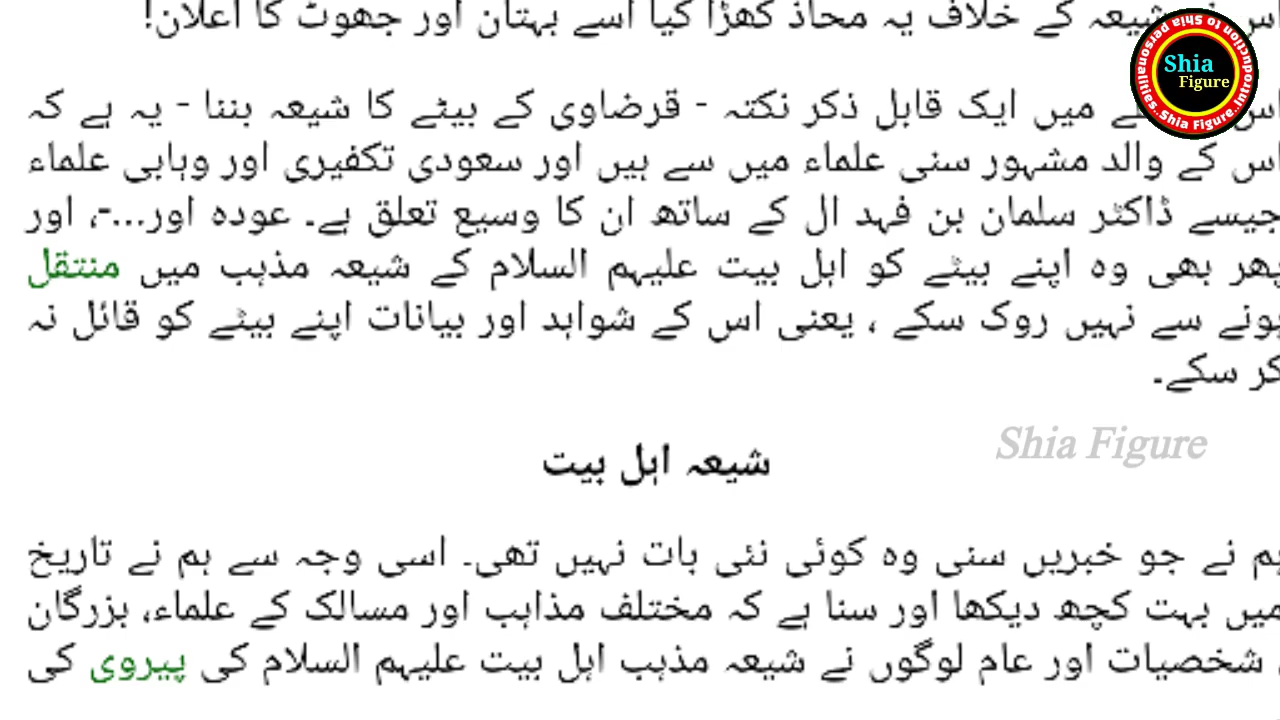 شیعہ کے خلاف یہ محاذ کھڑا کیا اسے بہتان اور جھوٹ کا اعلان!
میں ایک قابل ذکر نکتہ - قرضاوی کے بیٹے کا شیعہ بننا - یہ ہے کہ
اس کے والد مشہور سنی علماء میں سے ہیں اور سعودی تکفیری اور وہابی علماء
جیسے ڈاکٹر سلمان بن فہد ال کے ساتھ ان کا وسیع تعلق ہے۔ عودہ اور...-، اور
پھر بھی وہ اپنے بیٹے کو اہل بیت علیہم السلام کے شیعہ مذہب میں منتقل
ہونے سے نہیں روک سکے ، یعنی اس کے شواہد اور بیانات اپنے بیٹے کو قائل نہ
کر سکے۔
شیعہ اہل بیت
ہم نے جو خبریں سنی وہ کوئی نئی بات نہیں تھی۔ اسی وجہ سے ہم نے تاریخ
میں بہت کچھ دیکھا اور سنا ہے کہ مختلف مذاہب اور مسالک کے علماء، بزرگان
، شخصیات اور عام لوگوں نے شیعہ مذہب اہل بیت علیہم السلام کی پیروی کی
Shia Figure
Shia
Figure
Introduction to Shia personalities..Shia Figure..